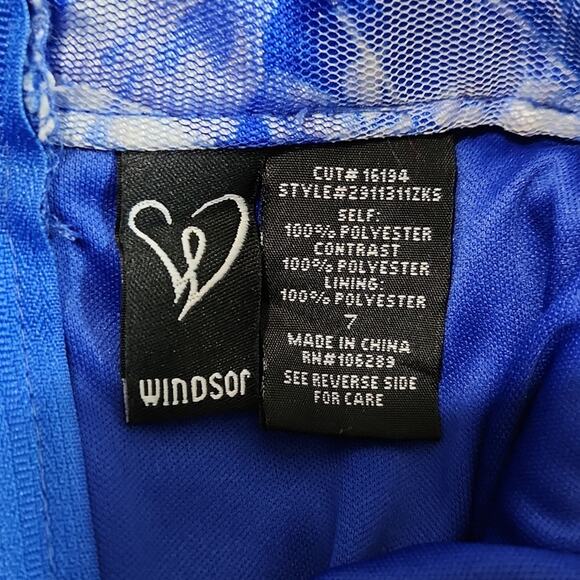 WINDSOR
CUT# 16194
STYLE#2911311ZKS
SELF:
100% POLYESTER
CONTRAST
100% POLYESTER
LINING:
100% POLYESTER
7
MADE IN CHINA
RN#106289
SEE REVERSE SIDE
FOR CARE